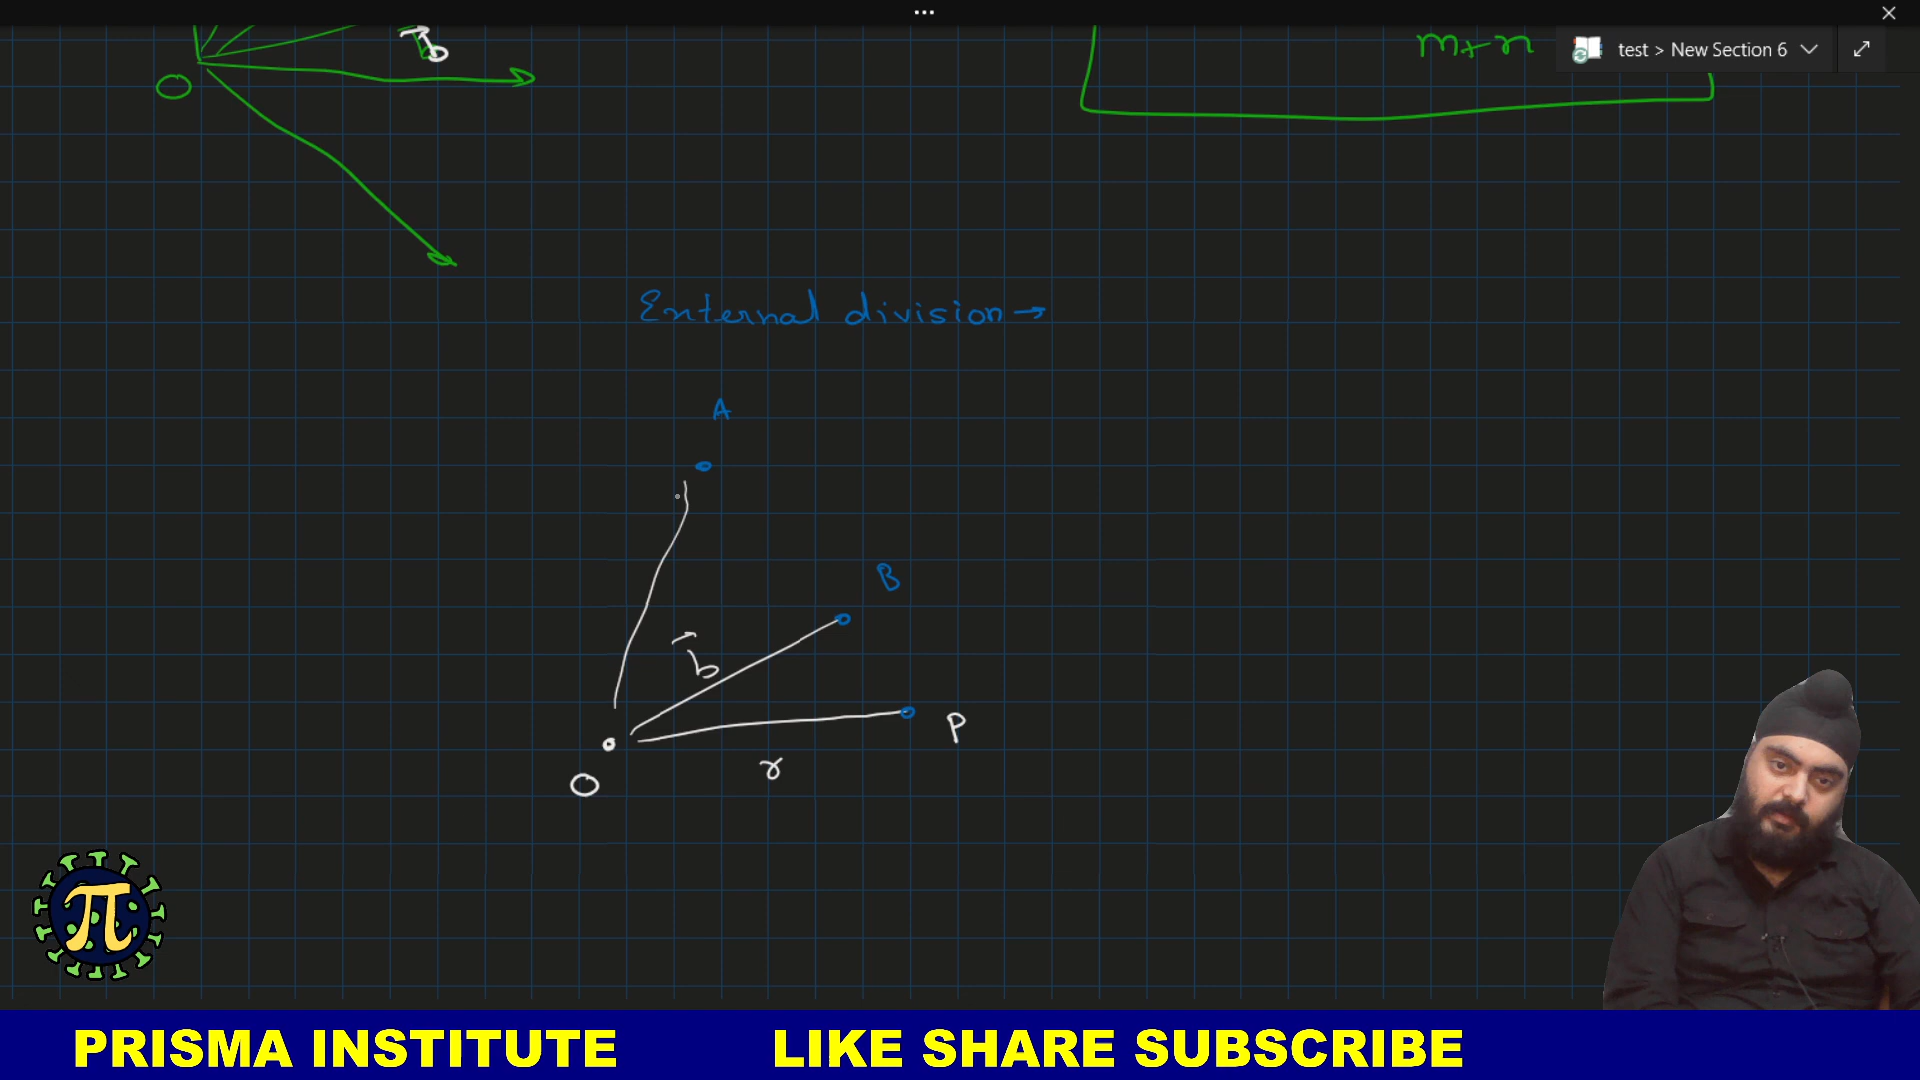 ...
b
m+n
test > New Section 6
O
External division →
A
B
b
P
r
O
π
PRISMA INSTITUTE LIKE SHARE SUBSCRIBE